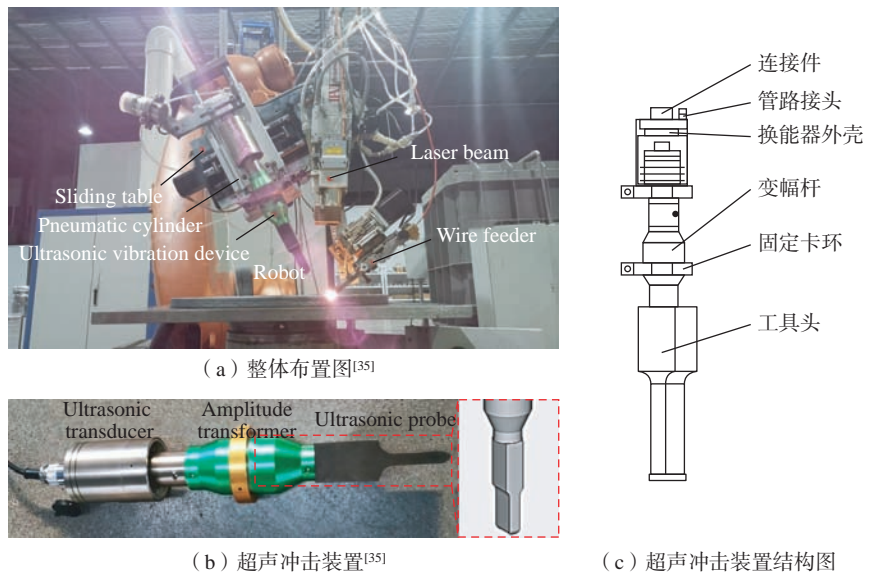 Laser beam
Sliding table
Pneumatic cylinder
Ultrasonic vibration device
Wire feeder
Robot
（a）整体布置图[35]
Ultrasonic
transducer
Amplitude
transformer
Ultrasonic probe
（b）超声冲击装置[35]
连接件
管路接头
换能器外壳
变幅杆
固定卡环
工具头
（c）超声冲击装置结构图